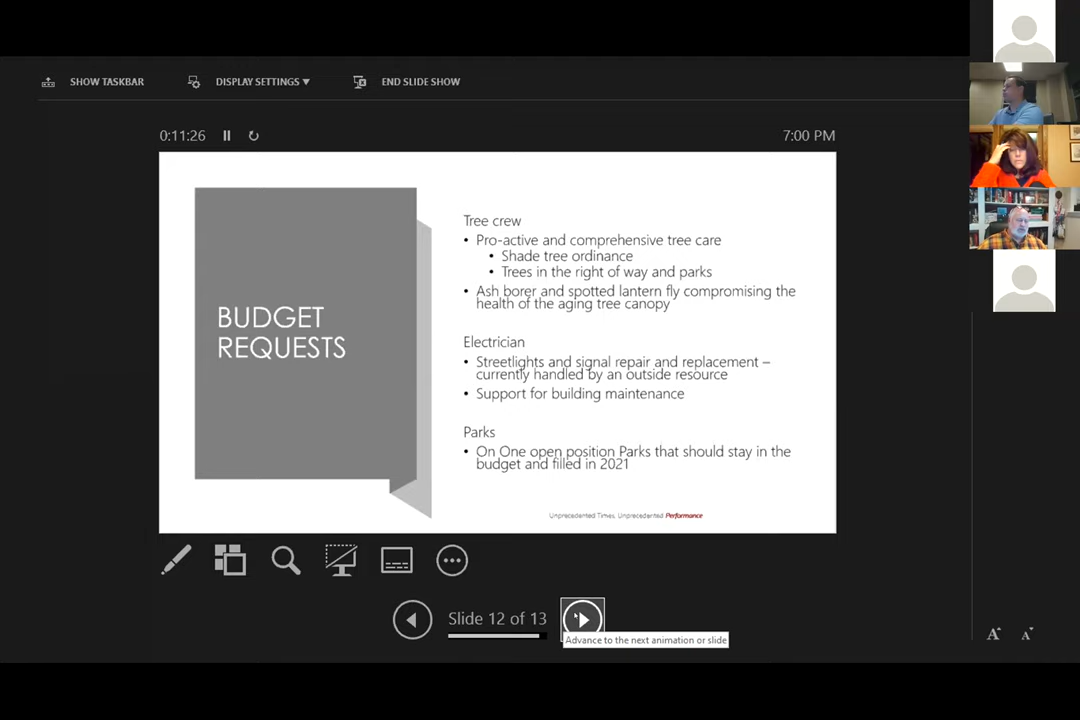 SHOW TASKBAR
DISPLAY SETTINGS ▼
END SLIDE SHOW
0:11:26
7:00 PM
BUDGET
REQUESTS
Tree crew
• Pro-active and comprehensive tree care
• Shade tree ordinance
• Trees in the right of way and parks
• Ash borer and spotted lantern fly compromising the
health of the aging tree canopy
Electrician
• Streetlights and signal repair and replacement –
currently handled by an outside resource
• Support for building maintenance
Parks
• On One open position Parks that should stay in the
budget and filled in 2021
Unprecedented Times, Unprecedented Performance
Slide 12 of 13
Advance to the next animation or slide
A
A